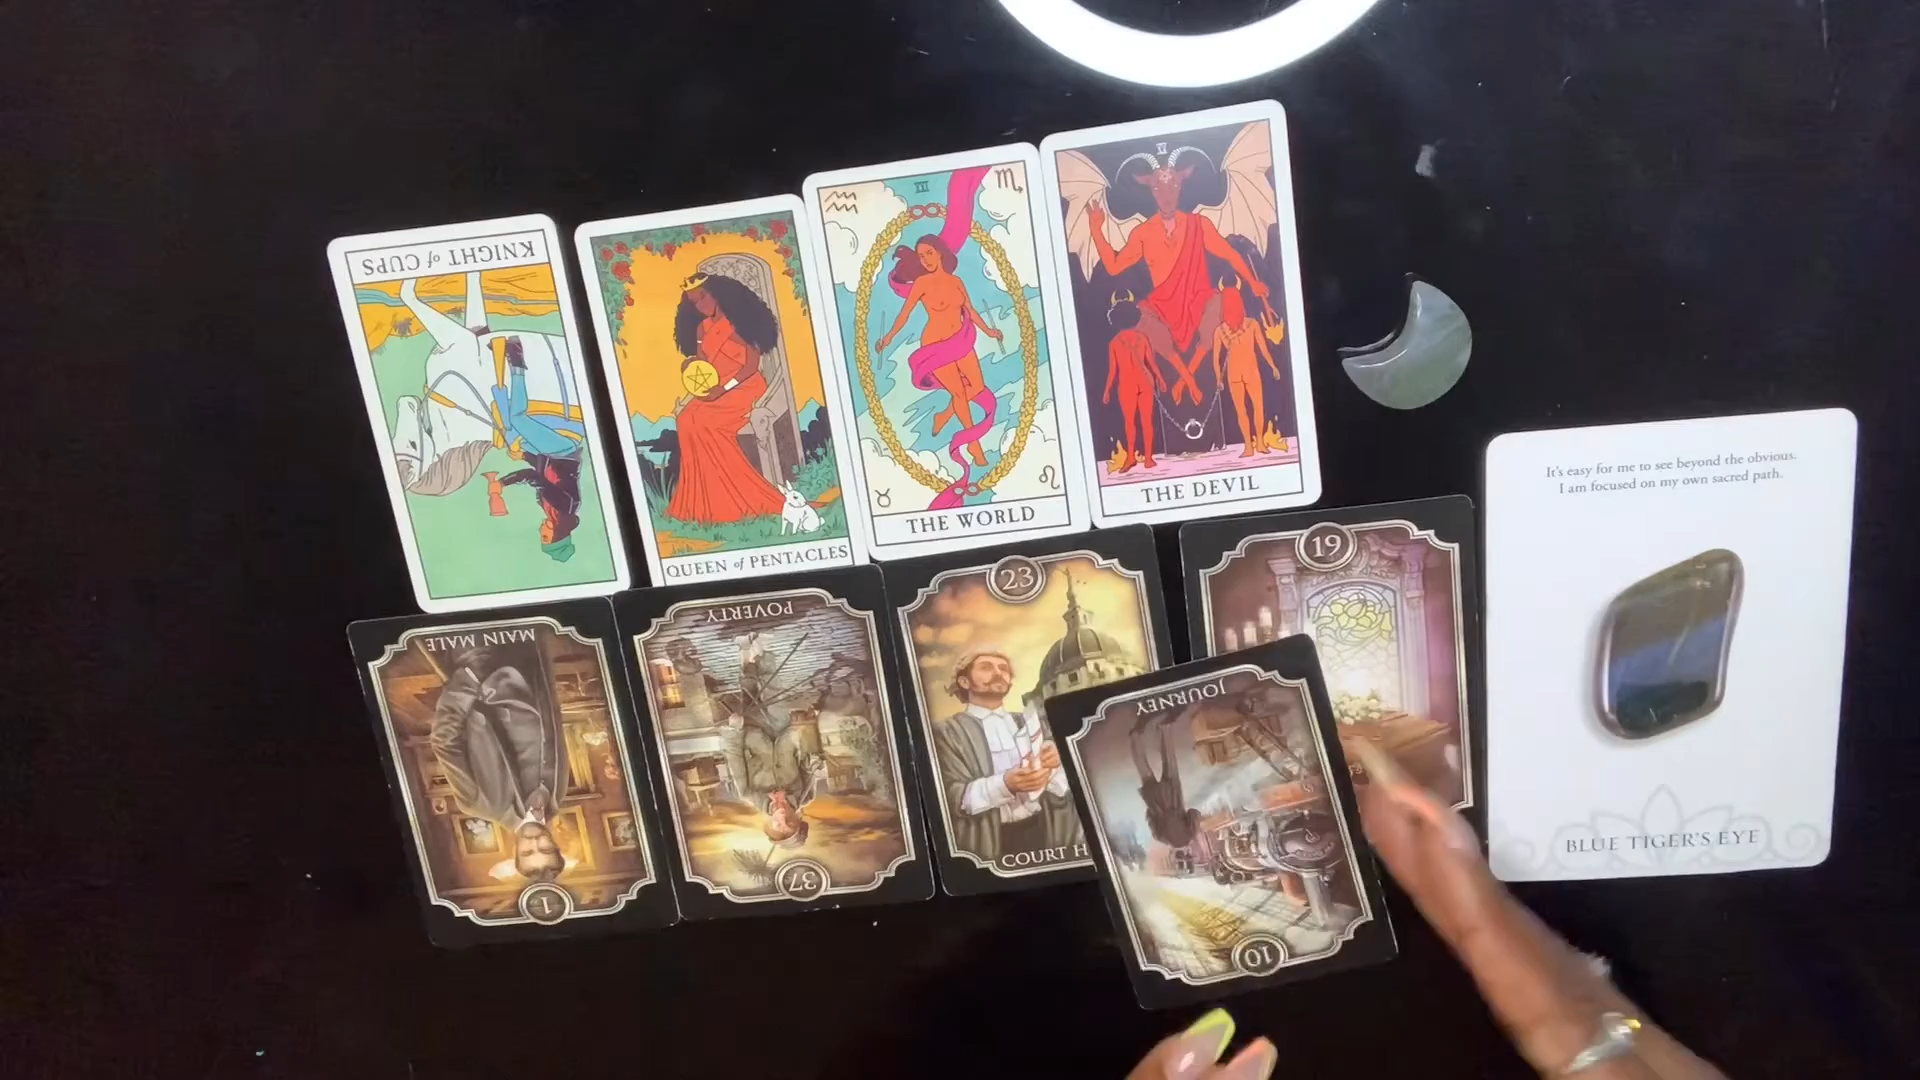 KNIGHT of CUPS
QUEEN of PENTACLES
XXI
THE WORLD
THE DEVIL
It's easy for me to see beyond the obvious.
I am focused on my own sacred path.
BLUE TIGER'S EYE
MAIN MALE
1
POVERTY
37
23
COURT H
19
JOURNEY
10